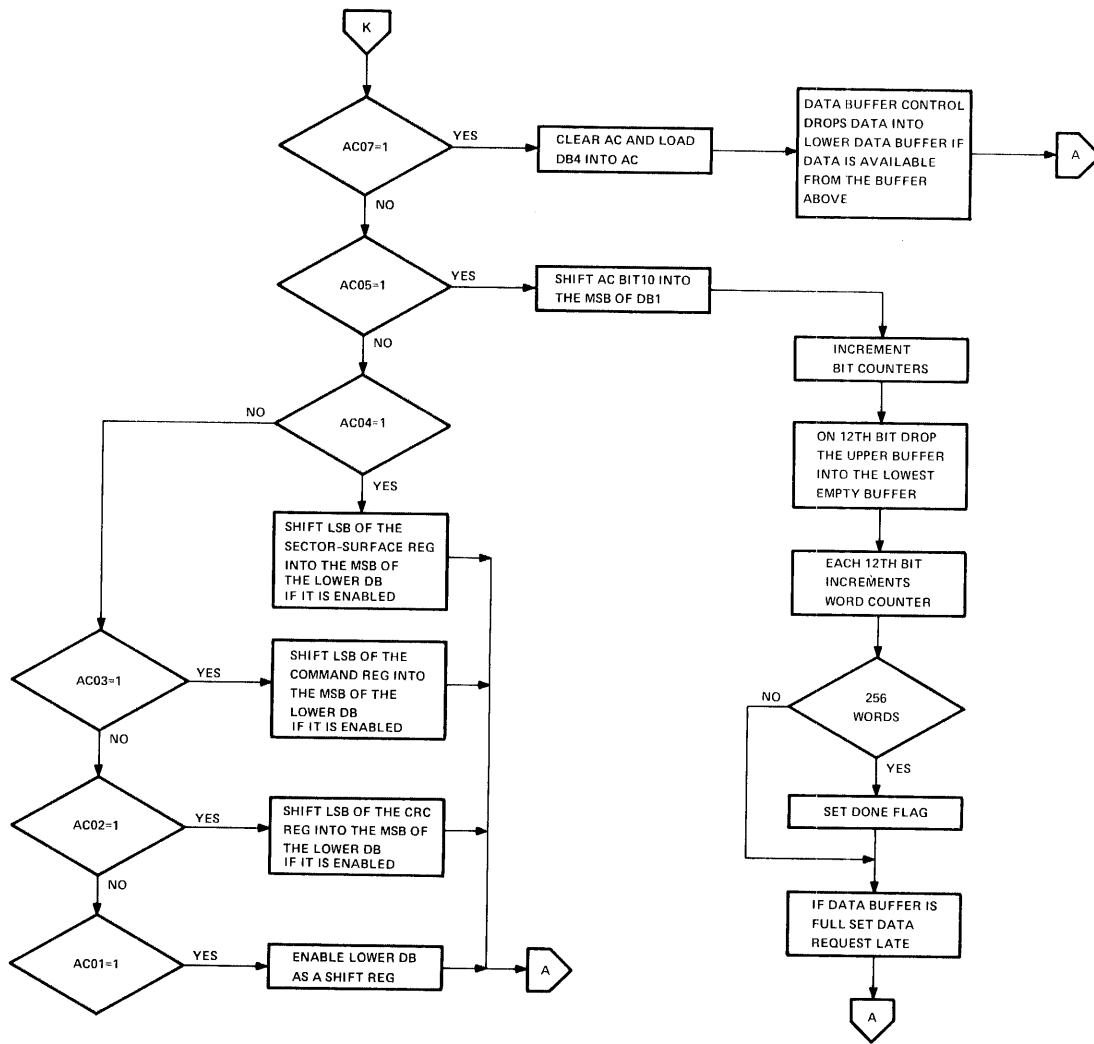 K
AC07=1
YES
CLEAR AC AND LOAD
DB4 INTO AC
DATA BUFFER CONTROL
DROPS DATA INTO
LOWER DATA BUFFER IF
DATA IS AVAILABLE
FROM THE BUFFER
ABOVE
A
NO
AC05=1
YES
SHIFT AC BIT10 INTO
THE MSB OF DB1
NO
INCREMENT
BIT COUNTERS
ON 12TH BIT DROP
THE UPPER BUFFER
INTO THE LOWEST
EMPTY BUFFER
EACH 12TH BIT
INCREMENTS
WORD COUNTER
256
WORDS
NO
YES
SET DONE FLAG
IF DATA BUFFER IS
FULL SET DATA
REQUEST LATE
A
AC04=1
NO
YES
SHIFT LSB OF THE
SECTOR-SURFACE REG
INTO THE MSB OF
THE LOWER DB
IF IT IS ENABLED
AC03=1
YES
SHIFT LSB OF THE
COMMAND REG INTO
THE MSB OF THE
LOWER DB
IF IT IS ENABLED
NO
AC02=1
YES
SHIFT LSB OF THE CRC
REG INTO THE MSB OF
THE LOWER DB
IF IT IS ENABLED
NO
AC01=1
YES
ENABLE LOWER DB
AS A SHIFT REG
A